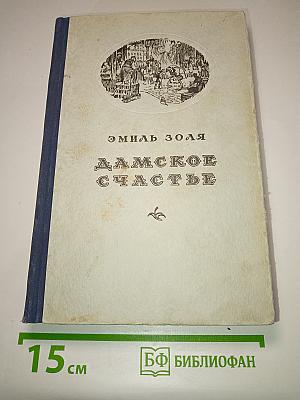 ЭМИЛЬ ЗОЛЯ
ДАМСКОЕ
СЧАСТЬЕ
15 см
БФ БИБЛИОФАН